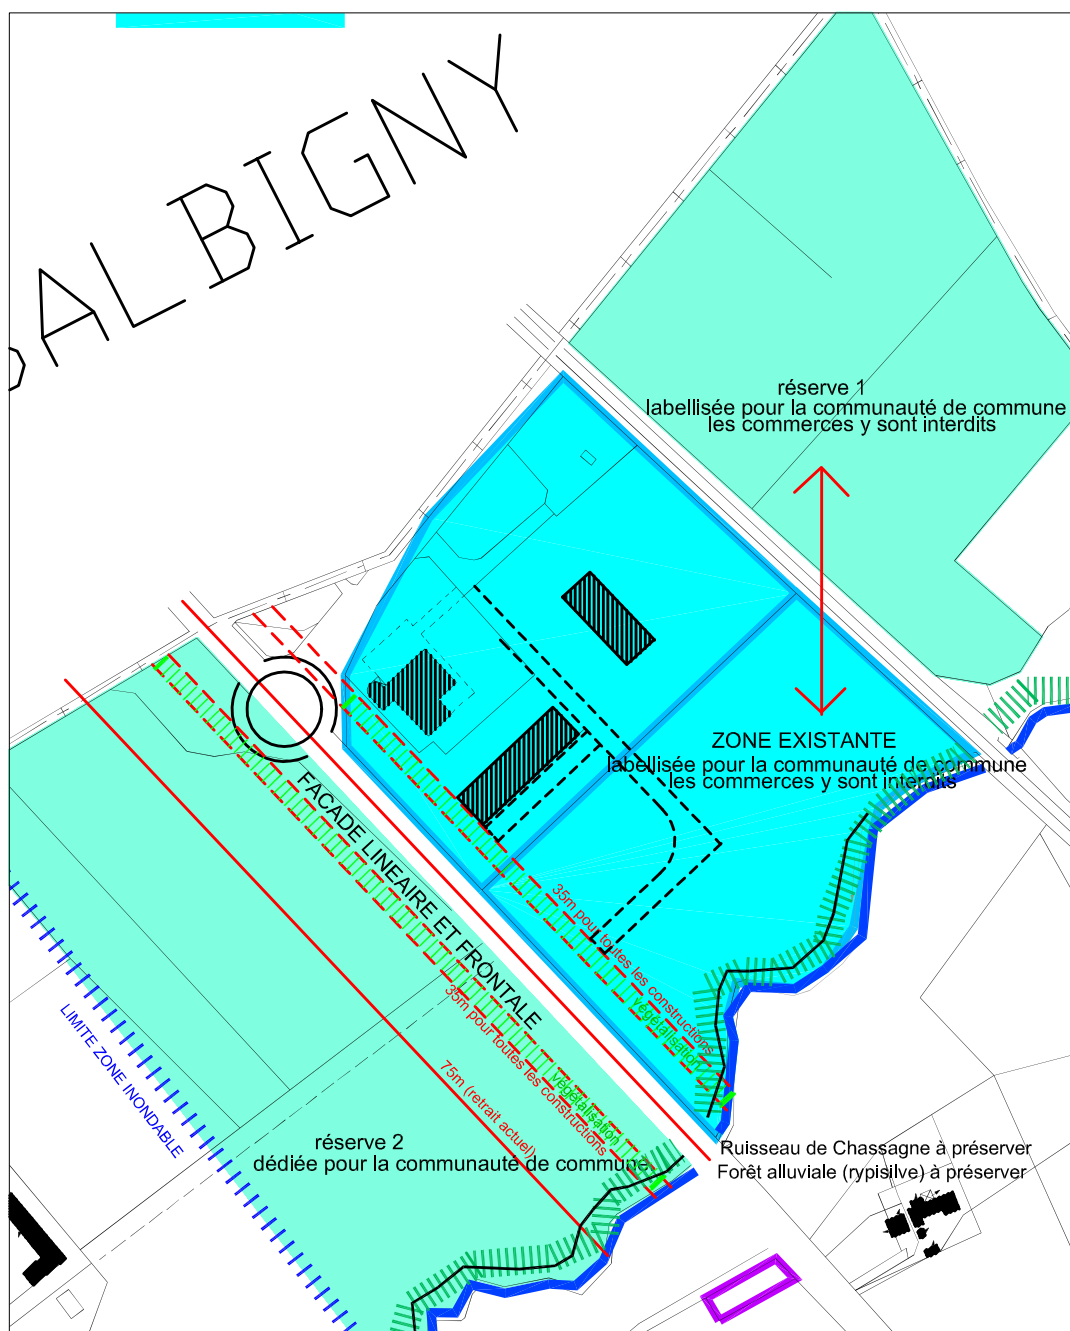 BALBIGNY
réserve 1
labellisée pour la communauté de commune
les commerces y sont interdits
ZONE EXISTANTE
labellisée pour la communauté de commune
les commerces y sont interdits
FACADE LINEAIRE ET FRONTALE
35m pour toutes les constructions
végétalisation
35m pour toutes les constructions
végétalisation
75m (retrait actuel)
LIMITE ZONE INONDABLE
réserve 2
dédiée pour la communauté de commune
Ruisseau de Chassagne à préserver
Forêt alluviale (rypisilve) à préserver